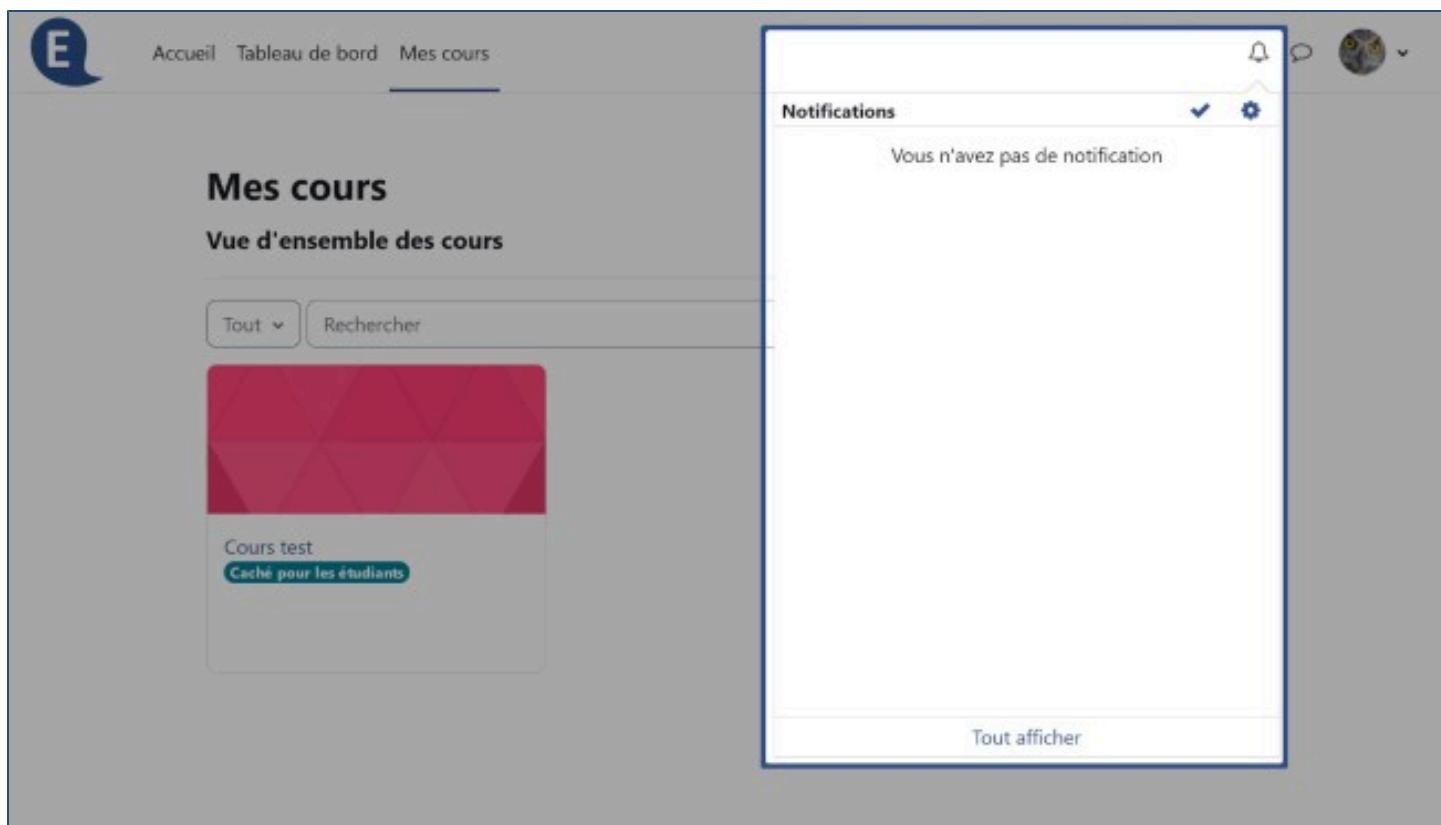 E
Accueil Tableau de bord Mes cours
Notifications
Vous n'avez pas de notification
Mes cours
Vue d'ensemble des cours
Tout Rechercher
Cours test
Caché pour les étudiants
Tout afficher